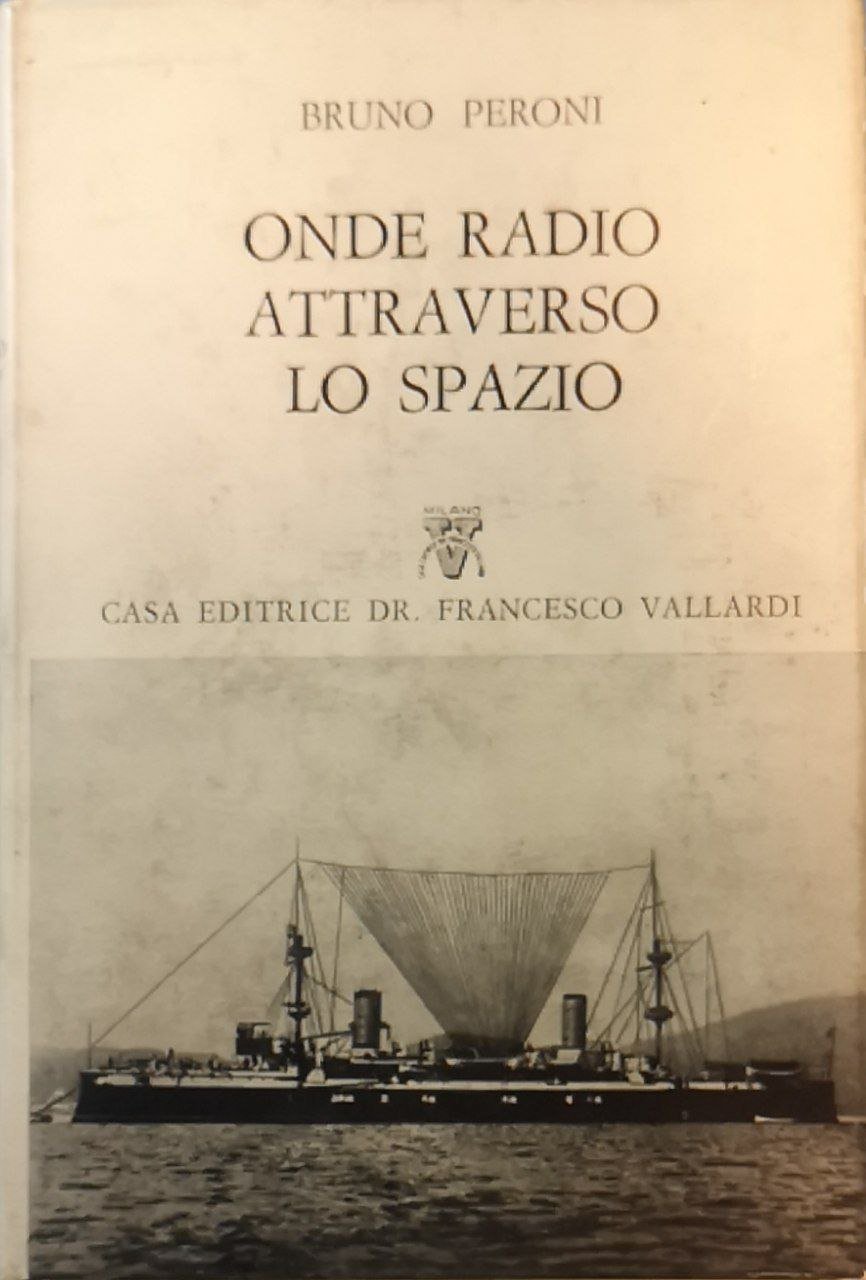 BRUNO PERONI
ONDE RADIO
ATTRAVERSO
LO SPAZIO
MILANO
V
CASA EDITRICE DR. FRANCESCO VALLARDI